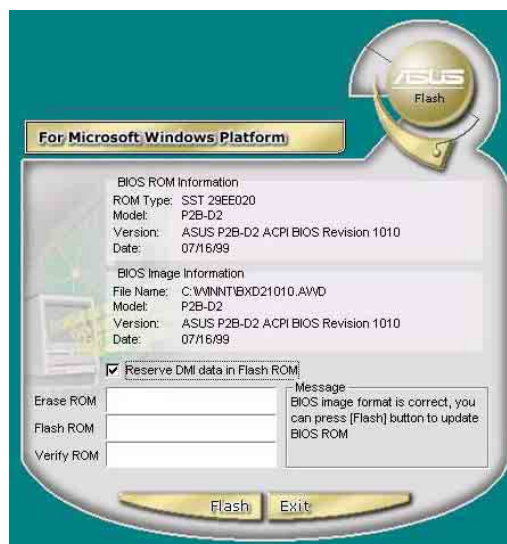 ASUS
Flash
For Microsoft Windows Platform
BIOS ROM Information
ROM Type: SST 29EE020
Model: P2B-D2
Version: ASUS P2B-D2 ACPI BIOS Revision 1010
Date: 07/16/99
BIOS Image Information
File Name: C:\WINNT\BXD21010.AWD
Model: P2B-D2
Version: ASUS P2B-D2 ACPI BIOS Revision 1010
Date: 07/16/99
Reserve DMI data in Flash ROM
Erase ROM
Flash ROM
Verify ROM
Message
BIOS image format is correct, you
can press [Flash] button to update
BIOS ROM
Flash
Exit